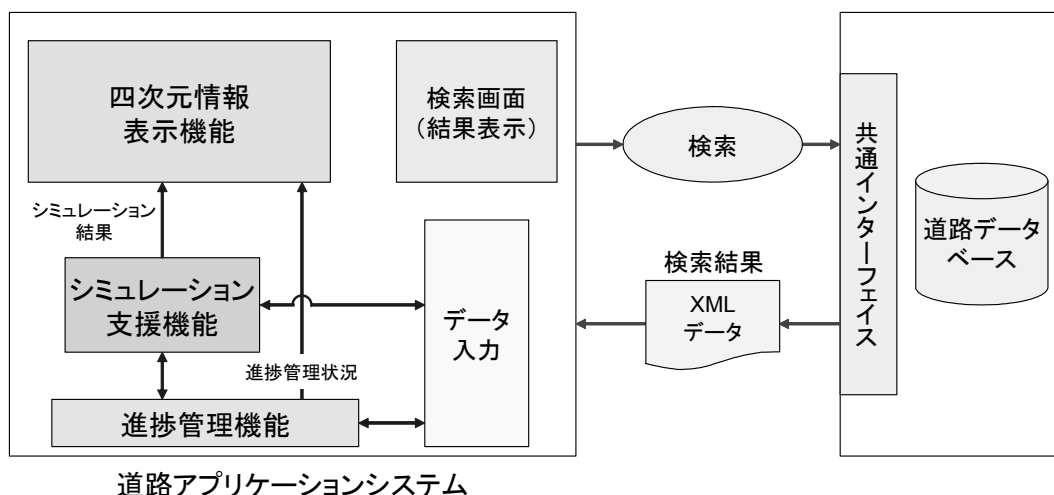 四次元情報
表示機能
検索画面
（結果表示）
シミュレーション
結果
シミュレーション
支援機能
進捗管理状況
進捗管理機能
データ
入力
検索
検索結果
XML
データ
共通インターフェイス
道路データ
ベース
道路アプリケーションシステム